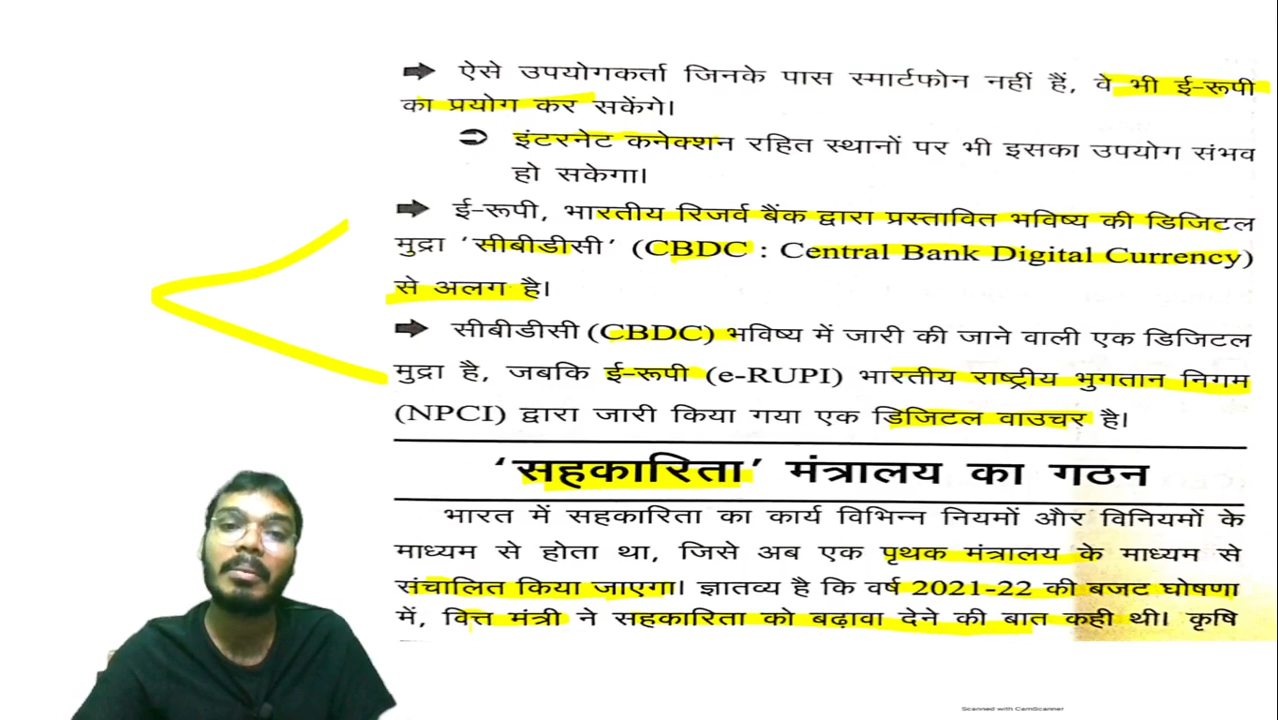 ऐसे उपयोगकर्ता जिनके पास स्मार्टफोन नहीं हैं, वे भी ई-रूपी
का प्रयोग कर सकेंगे।
इंटरनेट कनेक्शन रहित स्थानों पर भी इसका उपयोग संभव
हो सकेगा।
ई-रूपी, भारतीय रिजर्व बैंक द्वारा प्रस्तावित भविष्य की डिजिटल
मुद्रा 'सीबीडीसी' (CBDC : Central Bank Digital Currency)
से अलग है।
सीबीडीसी (CBDC) भविष्य में जारी की जाने वाली एक डिजिटल
मुद्रा है, जबकि ई-रूपी (e-RUPI) भारतीय राष्ट्रीय भुगतान निगम
(NPCI) द्वारा जारी किया गया एक डिजिटल वाउचर है।
'सहकारिता' मंत्रालय का गठन
भारत में सहकारिता का कार्य विभिन्न नियमों और विनियमों के
माध्यम से होता था, जिसे अब एक पृथक मंत्रालय के माध्यम से
संचालित किया जाएगा। ज्ञातव्य है कि वर्ष 2021-22 की बजट घोषणा
में, वित्त मंत्री ने सहकारिता को बढ़ावा देने की बात कही थी। कृषि
Scanned with CamScanner